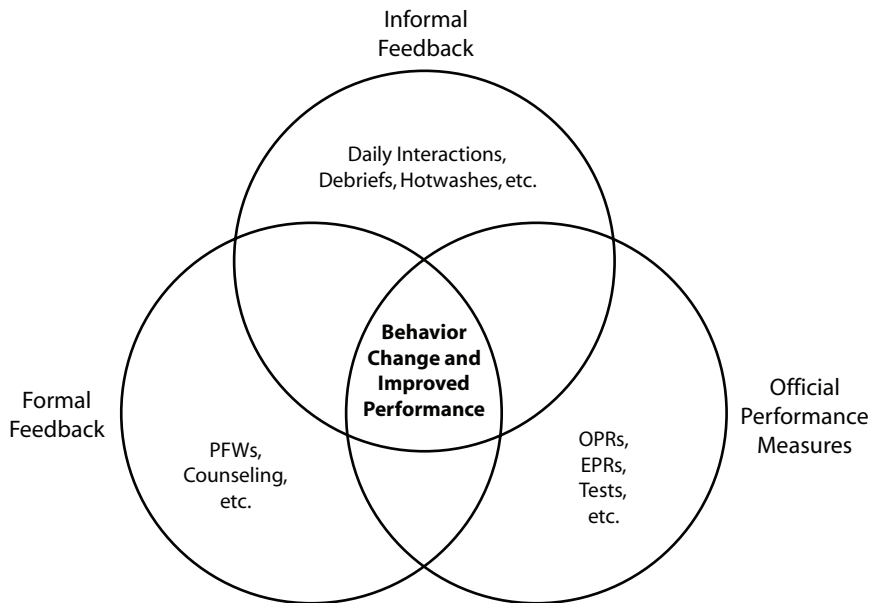 Informal
Feedback
Daily Interactions,
Debriefs, Hotwashes, etc.
Behavior
Change and
Improved
Performance
Formal
Feedback
Official
Performance
Measures
PFWs,
Counseling,
etc.
OPRs,
EPRs,
Tests,
etc.